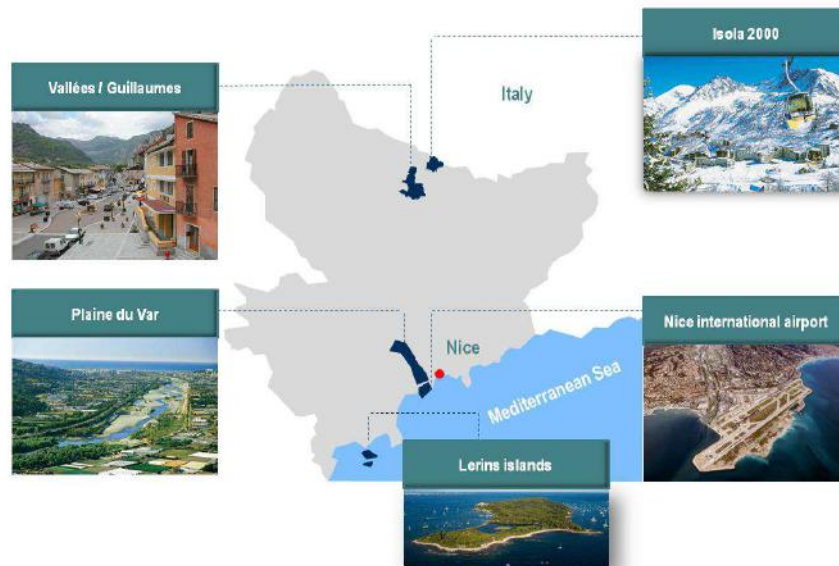 Isola 2000
Italy
Vallées / Guillaumes
Plaine du Var
Nice
Nice international airport
Mediterranean Sea
Lerins islands